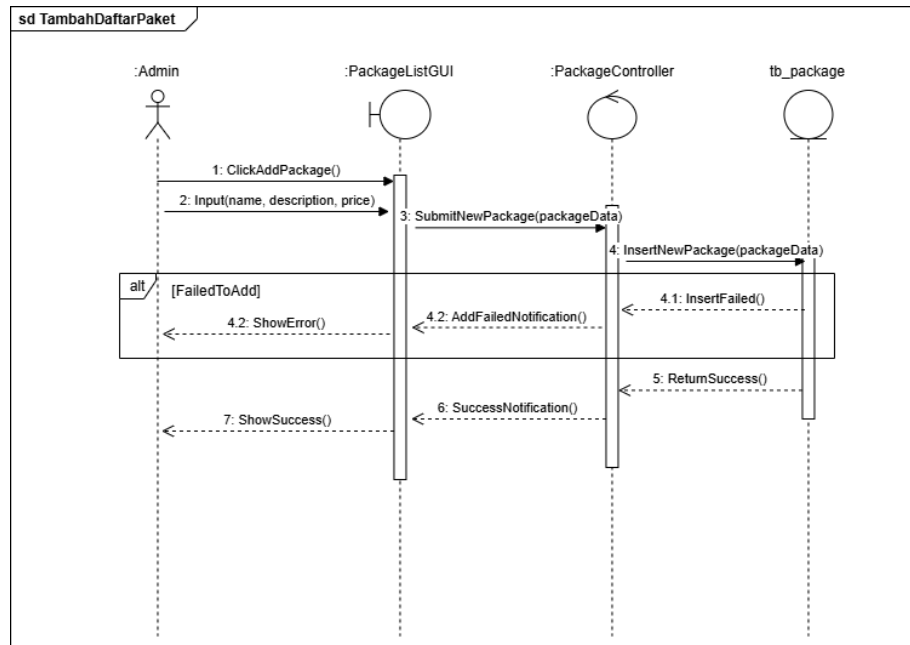 sd TambahDaftarPaket
:Admin
:PackageListGUI
:PackageController
tb_package
1: ClickAddPackage()
2: Input(name, description, price)
3: SubmitNewPackage(packageData)
4: InsertNewPackage(packageData)
alt
[FailedToAdd]
4.1: InsertFailed()
4.2: AddFailedNotification()
4.2: ShowError()
5: ReturnSuccess()
6: SuccessNotification()
7: ShowSuccess()